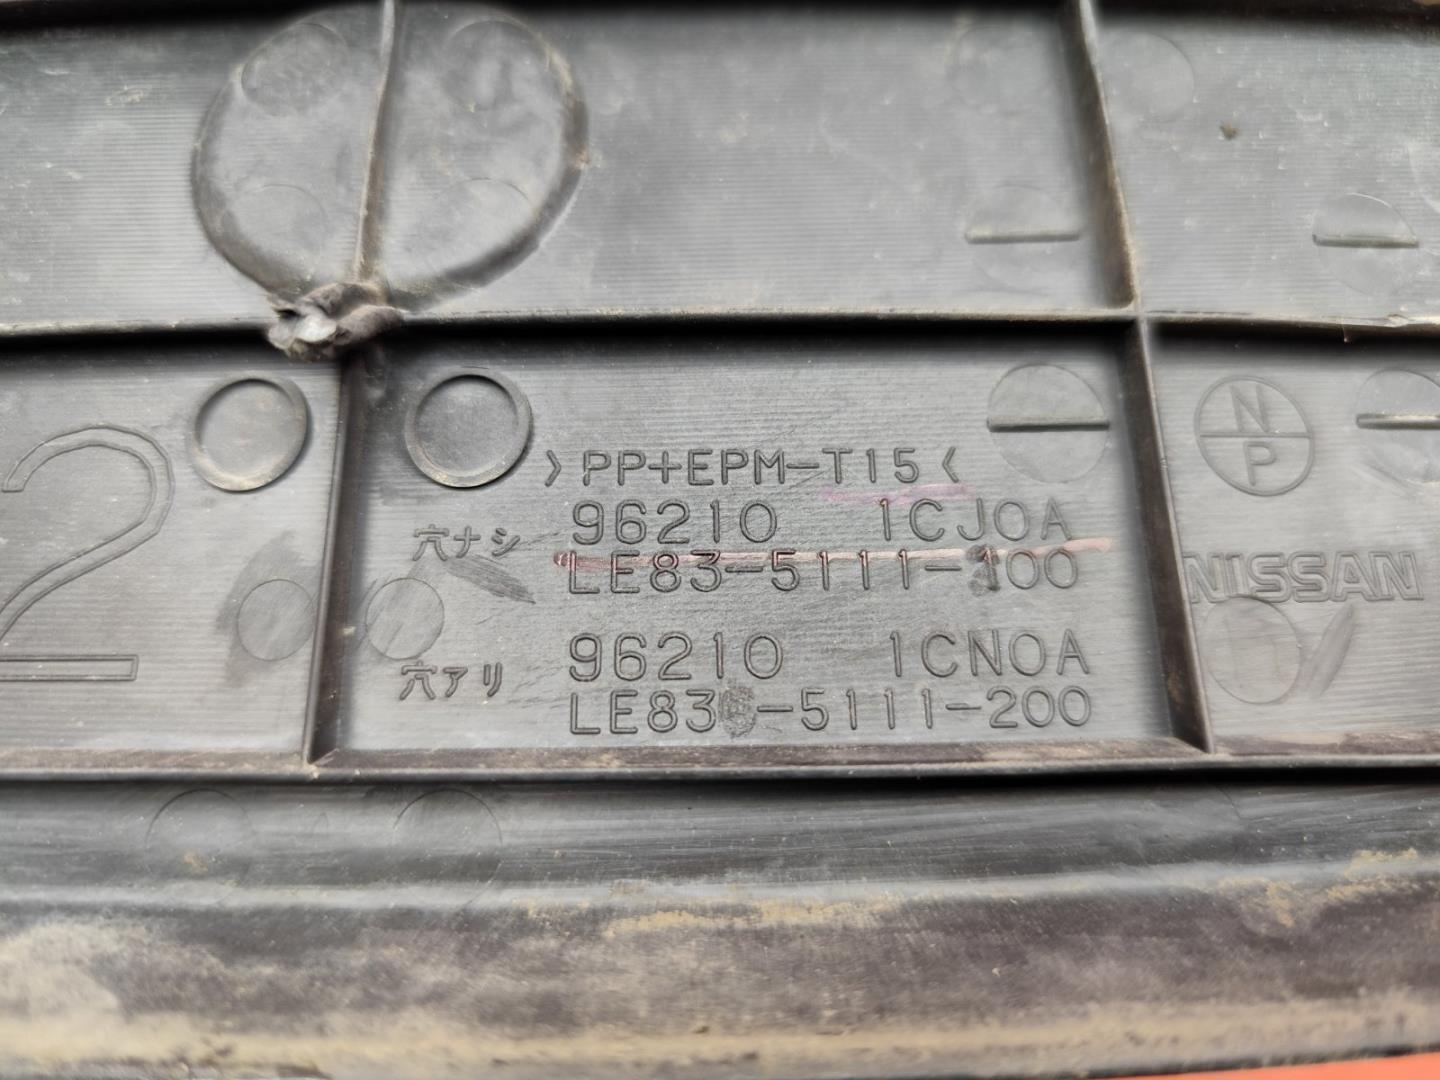 >PP+EPM-T15<
穴ナシ 96210 1CJ0A
LE83-5111-100
穴アリ 96210 1CN0A
LE83-5111-200
2
N
P
NISSAN